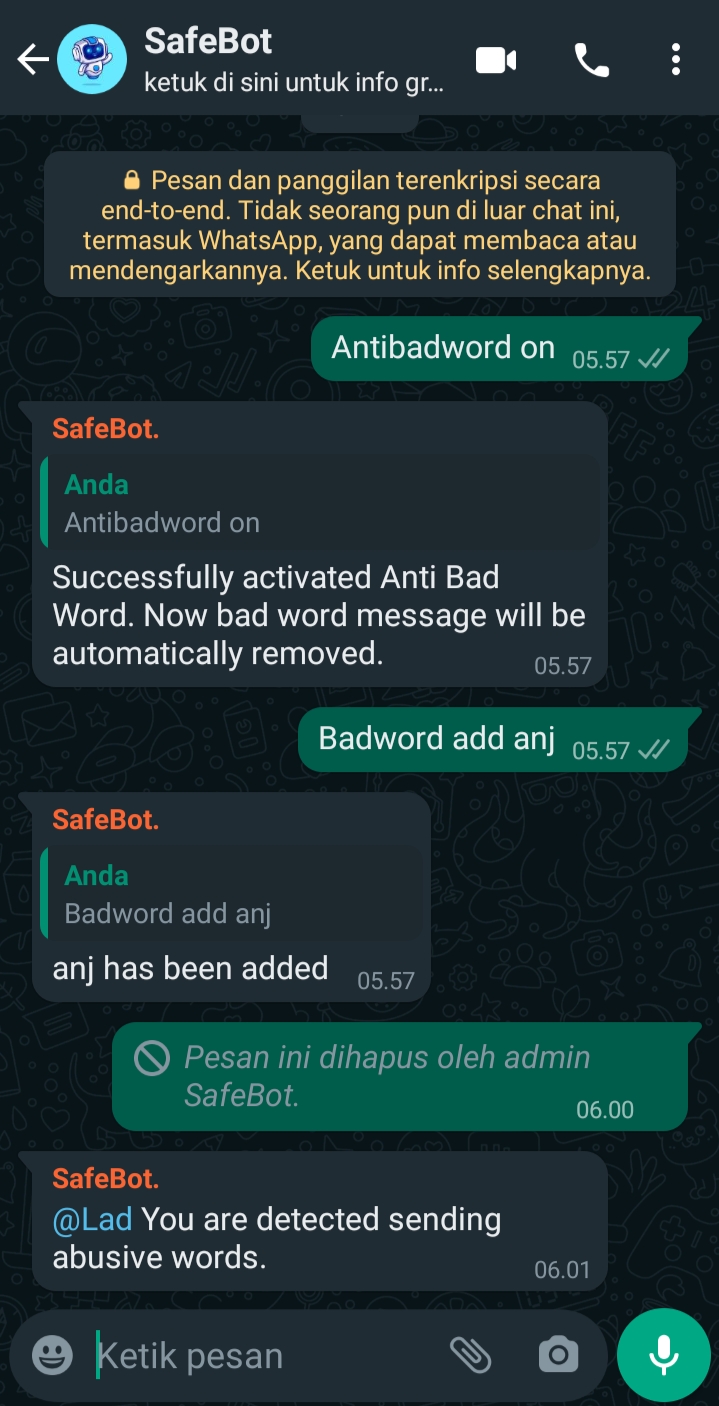 SafeBot
ketuk di sini untuk info gr...
Pesan dan panggilan terenkripsi secara
end-to-end. Tidak seorang pun di luar chat ini,
termasuk WhatsApp, yang dapat membaca atau
mendengarkannya. Ketuk untuk info selengkapnya.
Antibadword on 05.57
SafeBot.
Anda
Antibadword on
Successfully activated Anti Bad
Word. Now bad word message will be
automatically removed. 05.57
Badword add anj 05.57
SafeBot.
Anda
Badword add anj
anj has been added 05.57
Pesan ini dihapus oleh admin
SafeBot. 06.00
SafeBot.
@Lad You are detected sending
abusive words. 06.01
Ketik pesan